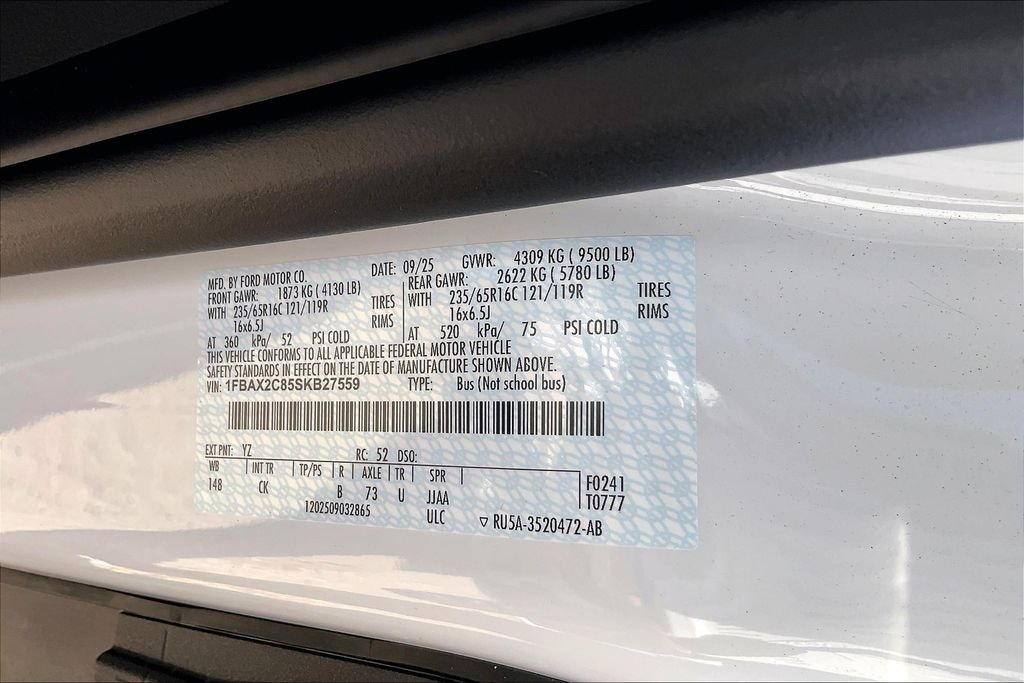 MFD. BY FORD MOTOR CO. DATE: 09/25 GVWR: 4309 KG ( 9500 LB)
FRONT GAWR: 1873 KG ( 4130 LB) REAR GAWR: 2622 KG ( 5780 LB)
WITH 235/65R16C 121/119R TIRES WITH 235/65R16C 121/119R TIRES
16x6.5J RIMS 16x6.5J RIMS
AT 360 kPa/ 52 PSI COLD AT 520 kPa/ 75 PSI COLD
THIS VEHICLE CONFORMS TO ALL APPLICABLE FEDERAL MOTOR VEHICLE
SAFETY STANDARDS IN EFFECT ON THE DATE OF MANUFACTURE SHOWN ABOVE.
VIN: 1FBAX2C85SKB27559 TYPE: Bus (Not school bus)
EXT PNT: YZ RC: 52 DSO:
WB INT TR TP/PS R AXLE TR SPR F0241
148 CK B 73 U JJAA T0777
1202509032865 ULC ▽ RU5A-3520472-AB